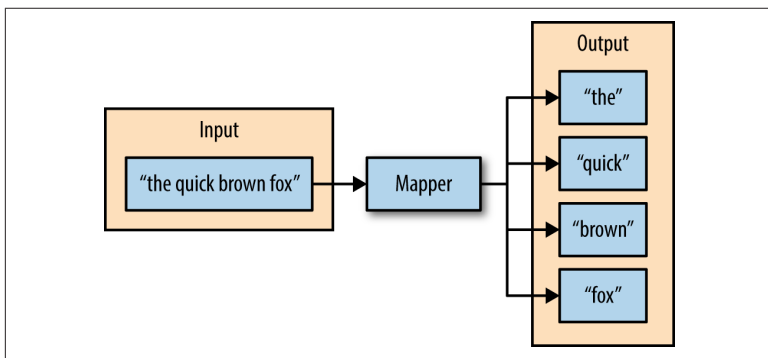 Input
“the quick brown fox”
Mapper
Output
“the”
“quick”
“brown”
“fox”